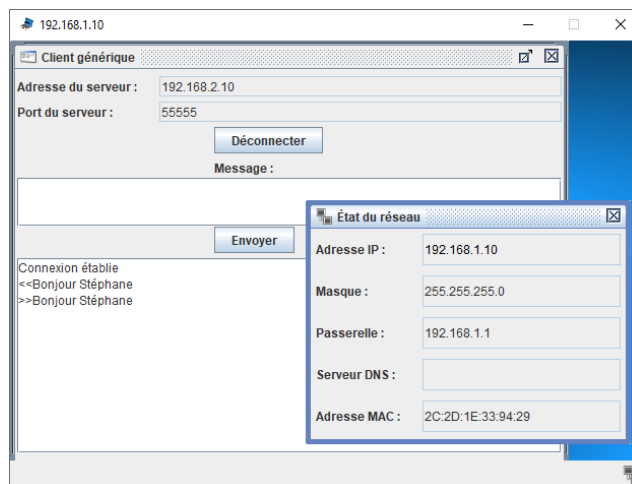 192.168.1.10
Client générique
Adresse du serveur : 192.168.2.10
Port du serveur : 55555
Déconnecter
Message :
Envoyer
Connexion établie
<<Bonjour Stéphane
>>Bonjour Stéphane
État du réseau
Adresse IP : 192.168.1.10
Masque : 255.255.255.0
Passerelle : 192.168.1.1
Serveur DNS :
Adresse MAC : 2C:2D:1E:33:94:29